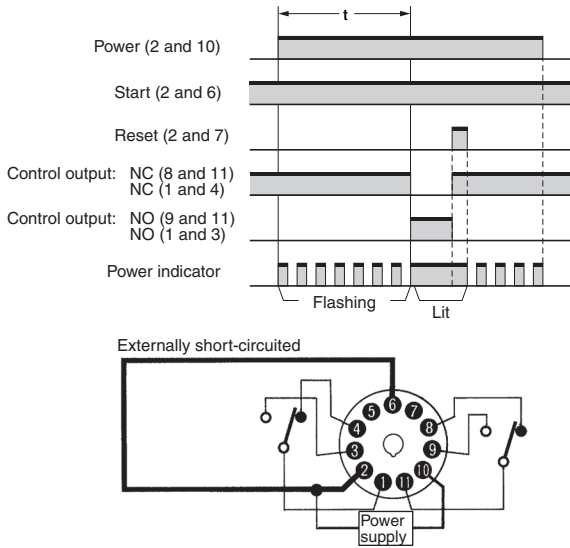 t
Power (2 and 10)
Start (2 and 6)
Reset (2 and 7)
Control output: NC (8 and 11)
NC (1 and 4)
Control output: NO (9 and 11)
NO (1 and 3)
Power indicator
Flashing
Lit
Externally short-circuited
6
5
7
4
8
3
9
2
10
1
11
Power
supply